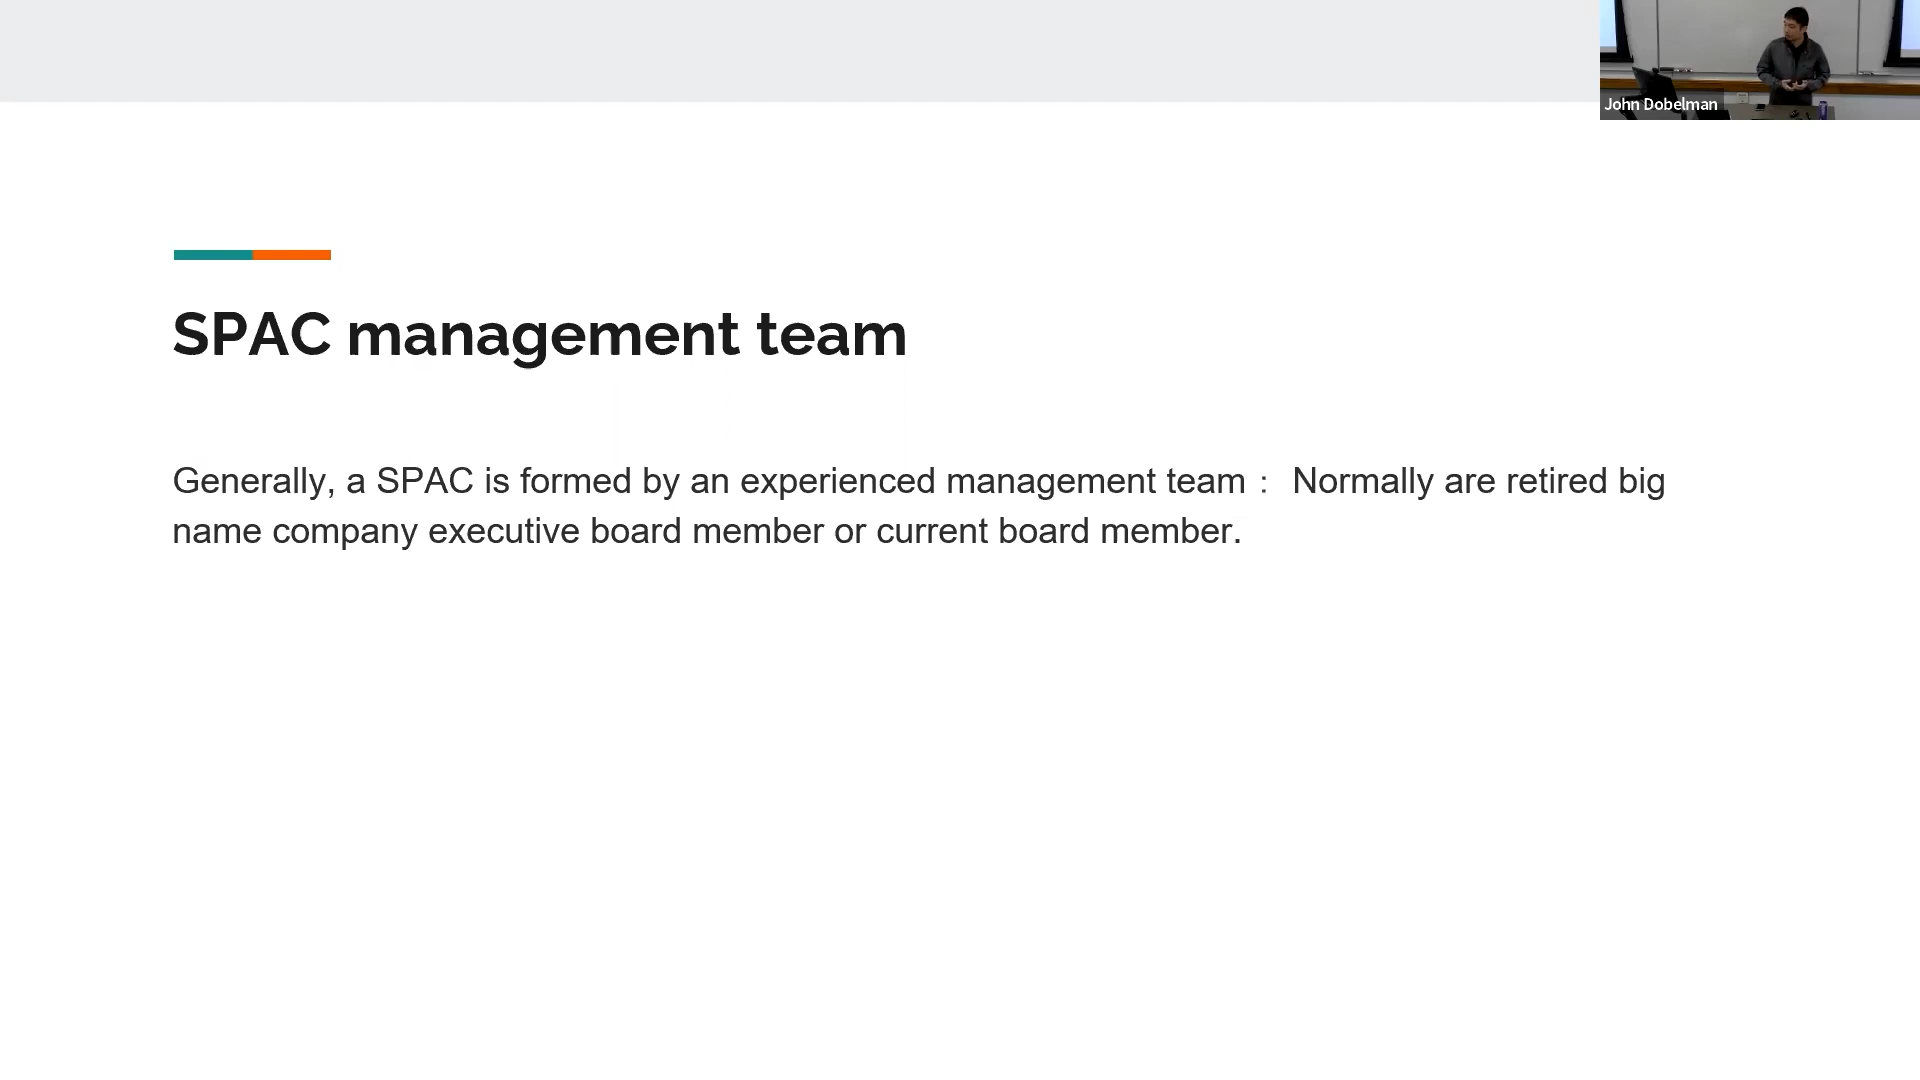 John Dobelman
SPAC management team
Generally, a SPAC is formed by an experienced management team： Normally are retired big
name company executive board member or current board member.